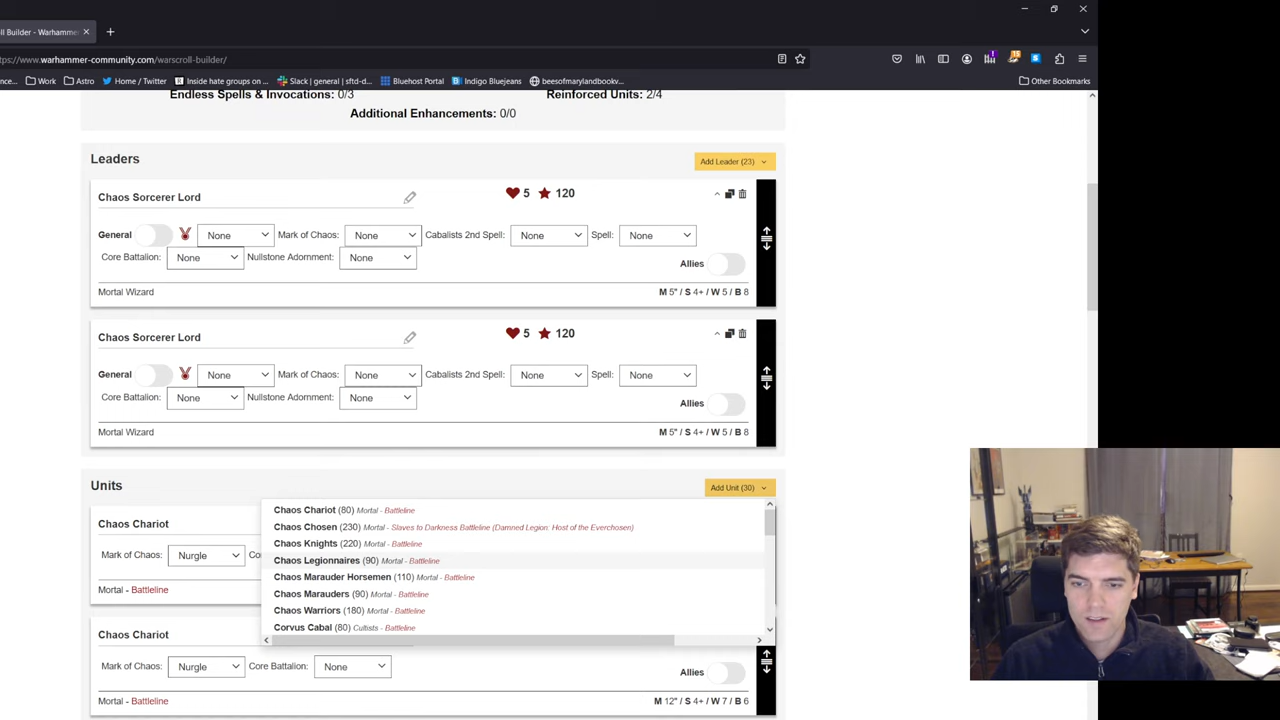 oll Builder - Warhamme
ttps://www.warhammer-community.com/warscroll-builder/
1
15
nce... Work Astro Home / Twitter Inside hate groups on Slack | general | sftd-d... Bluehost Portal Indigo Bluejeans beesofmarylandbookv... Other Bookmarks
Endless Spells & Invocations: 0/3 Reinforced Units: 2/4
Additional Enhancements: 0/0
Leaders Add Leader (23)
Chaos Sorcerer Lord 5 120
General None Mark of Chaos: None Cabalists 2nd Spell: None Spell: None
Core Battalion: None Nullstone Adornment: None
Allies
Mortal Wizard M 5" / S 4+ / W 5 / B 8
Chaos Sorcerer Lord 5 120
General None Mark of Chaos: None Cabalists 2nd Spell: None Spell: None
Core Battalion: None Nullstone Adornment: None
Allies
Mortal Wizard M 5" / S 4+ / W 5 / B 8
Units Add Unit (30)
Chaos Chariot
Mark of Chaos: Nurgle Co
Mortal - Battleline
Chaos Chariot (80) Mortal - Battleline
Chaos Chosen (230) Mortal - Slaves to Darkness Battleline (Damned Legion: Host of the Everchosen)
Chaos Knights (220) Mortal - Battleline
Chaos Legionnaires (90) Mortal - Battleline
Chaos Marauder Horsemen (110) Mortal - Battleline
Chaos Marauders (90) Mortal - Battleline
Chaos Warriors (180) Mortal - Battleline
Corvus Cabal (80) Cultists - Battleline
Chaos Chariot
Mark of Chaos: Nurgle Core Battalion: None
Allies
Mortal - Battleline M 12" / S 4+ / W 7 / B 6